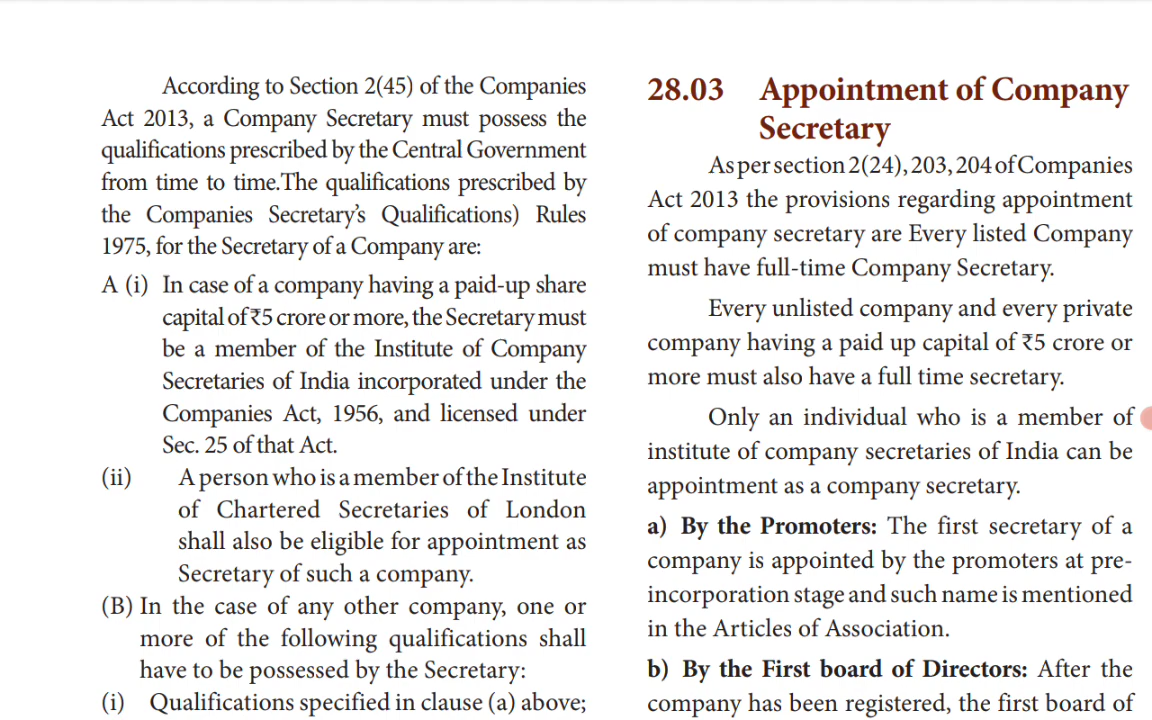 According to Section 2(45) of the Companies
Act 2013, a Company Secretary must possess the
qualifications prescribed by the Central Government
from time to time.The qualifications prescribed by
the Companies Secretary's Qualifications) Rules
1975, for the Secretary of a Company are:
A (i) In case of a company having a paid-up share
capital of ₹5 crore or more, the Secretary must
be a member of the Institute of Company
Secretaries of India incorporated under the
Companies Act, 1956, and licensed under
Sec. 25 of that Act.
(ii) A person who is a member of the Institute
of Chartered Secretaries of London
shall also be eligible for appointment as
Secretary of such a company.
(B) In the case of any other company, one or
more of the following qualifications shall
have to be possessed by the Secretary:
(i) Qualifications specified in clause (a) above;
28.03 Appointment of Company
Secretary
As per section 2(24), 203, 204 of Companies
Act 2013 the provisions regarding appointment
of company secretary are Every listed Company
must have full-time Company Secretary.
Every unlisted company and every private
company having a paid up capital of ₹5 crore or
more must also have a full time secretary.
Only an individual who is a member of
institute of company secretaries of India can be
appointment as a company secretary.
a) By the Promoters: The first secretary of a
company is appointed by the promoters at pre-
incorporation stage and such name is mentioned
in the Articles of Association.
b) By the First board of Directors: After the
company has been registered, the first board of